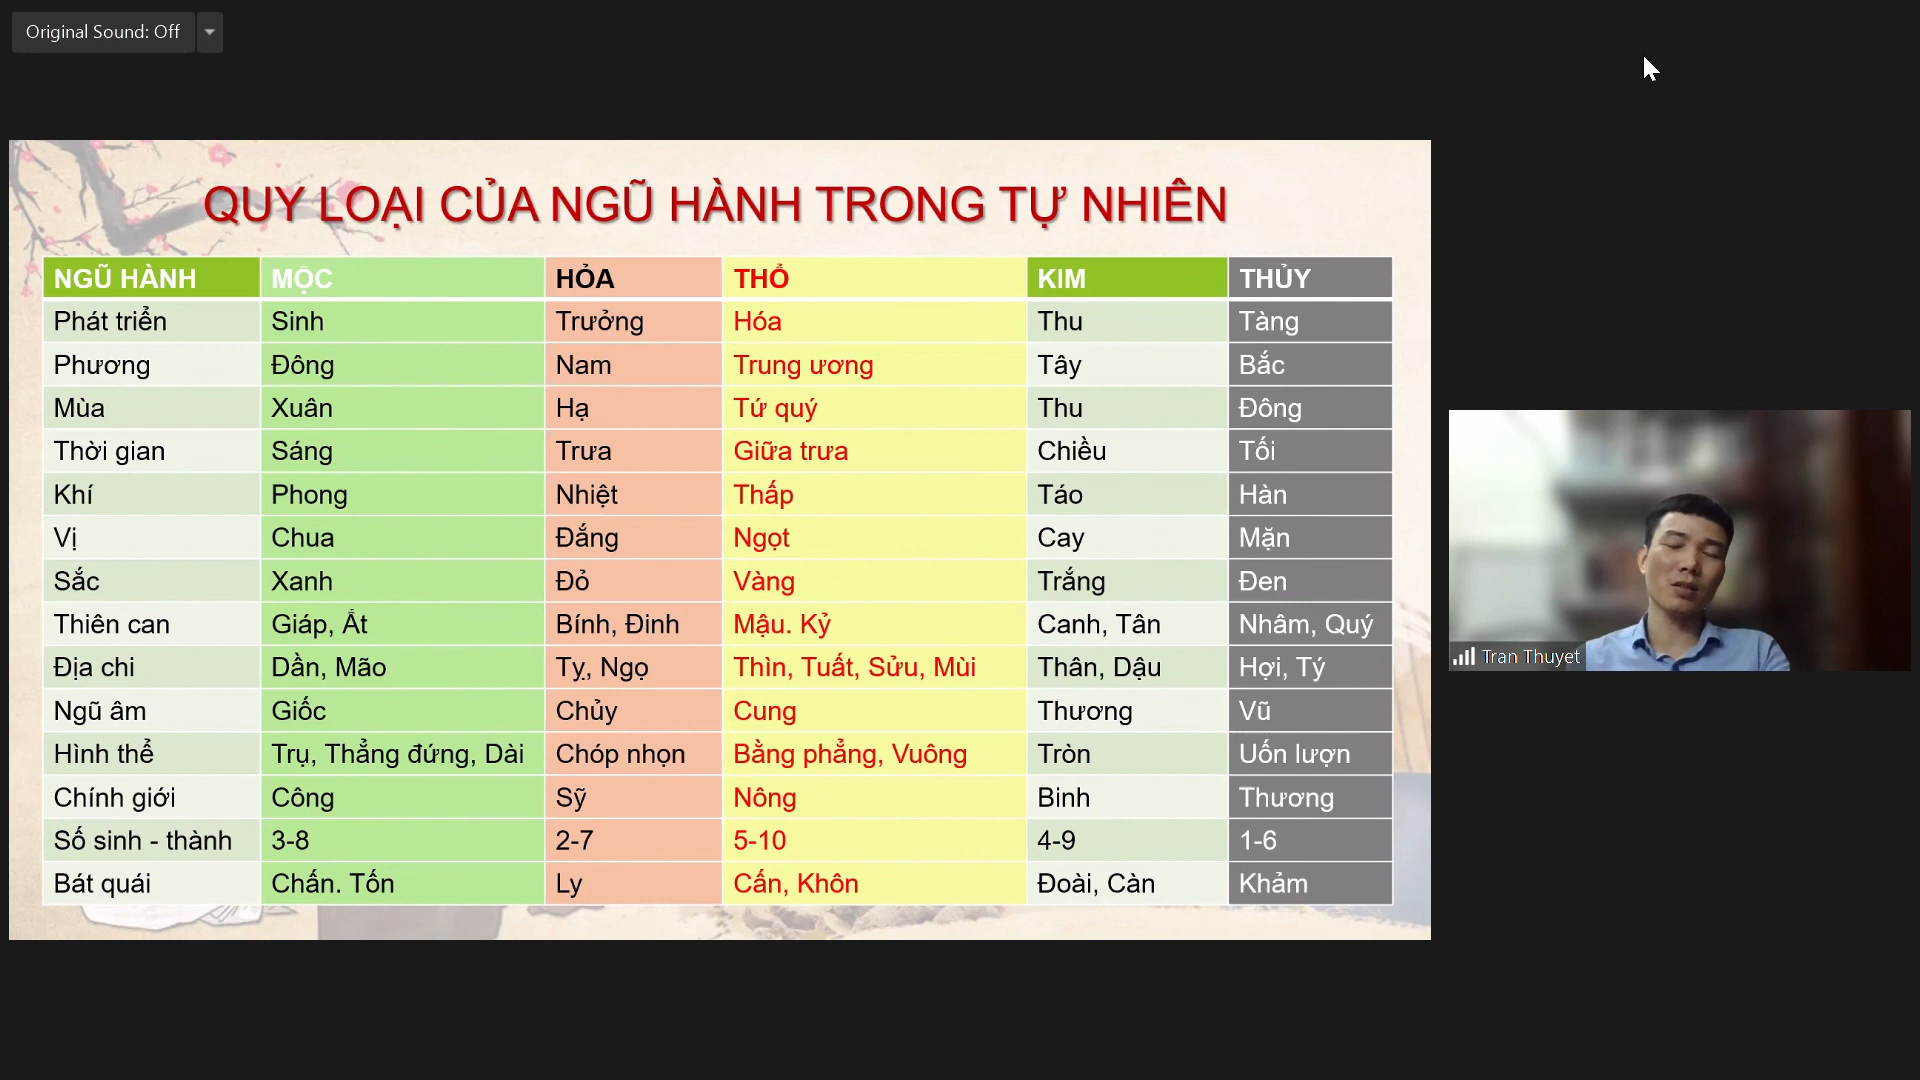 Original Sound: Off
QUY LOẠI CỦA NGŨ HÀNH TRONG TỰ NHIÊN
NGŨ HÀNH MỘC HỎA THỔ KIM THỦY
Phát triển Sinh Trưởng Hóa Thu Tàng
Phương Đông Nam Trung ương Tây Bắc
Mùa Xuân Hạ Tứ quý Thu Đông
Thời gian Sáng Trưa Giữa trưa Chiều Tối
Khí Phong Nhiệt Thấp Táo Hàn
Vị Chua Đắng Ngọt Cay Mặn
Sắc Xanh Đỏ Vàng Trắng Đen
Thiên can Giáp, Ất Bính, Đinh Mậu. Kỷ Canh, Tân Nhâm, Quý
Địa chi Dần, Mão Tỵ, Ngọ Thìn, Tuất, Sửu, Mùi Thân, Dậu Hợi, Tý
Ngũ âm Giốc Chủy Cung Thương Vũ
Hình thể Trụ, Thẳng đứng, Dài Chóp nhọn Bằng phẳng, Vuông Tròn Uốn lượn
Chính giới Công Sỹ Nông Binh Thương
Số sinh - thành 3-8 2-7 5-10 4-9 1-6
Bát quái Chấn. Tốn Ly Cấn, Khôn Đoài, Càn Khảm
Tran Thuyet